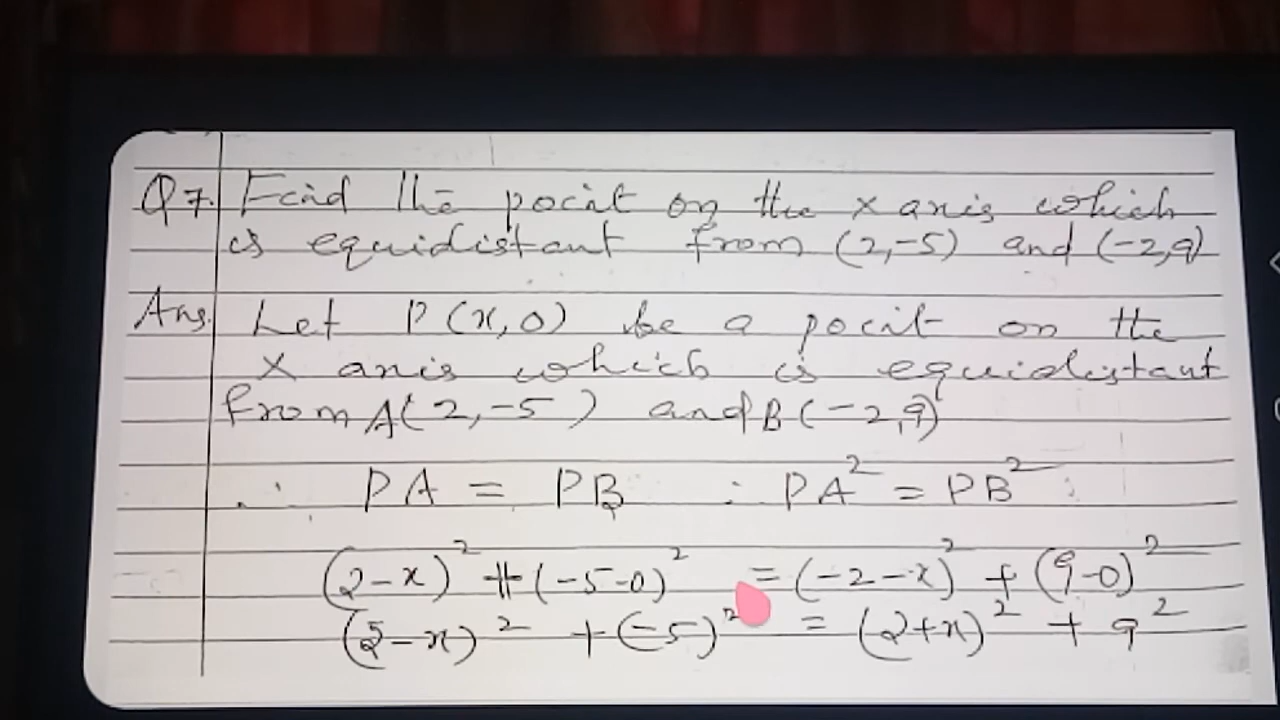 Q7. Find the point on the x axis which
is equidistant from (2,-5) and (-2,9)
Ans. Let P(x,0) be a point on the
X axis which is equidistant
from A(2,-5) and B(-2,9)
∴ PA = PB ∴ PA² = PB²
(2-x)² + (-5-0)² = (-2-x)² + (9-0)²
(2-x)² + (-5)² = (2+x)² + 9²